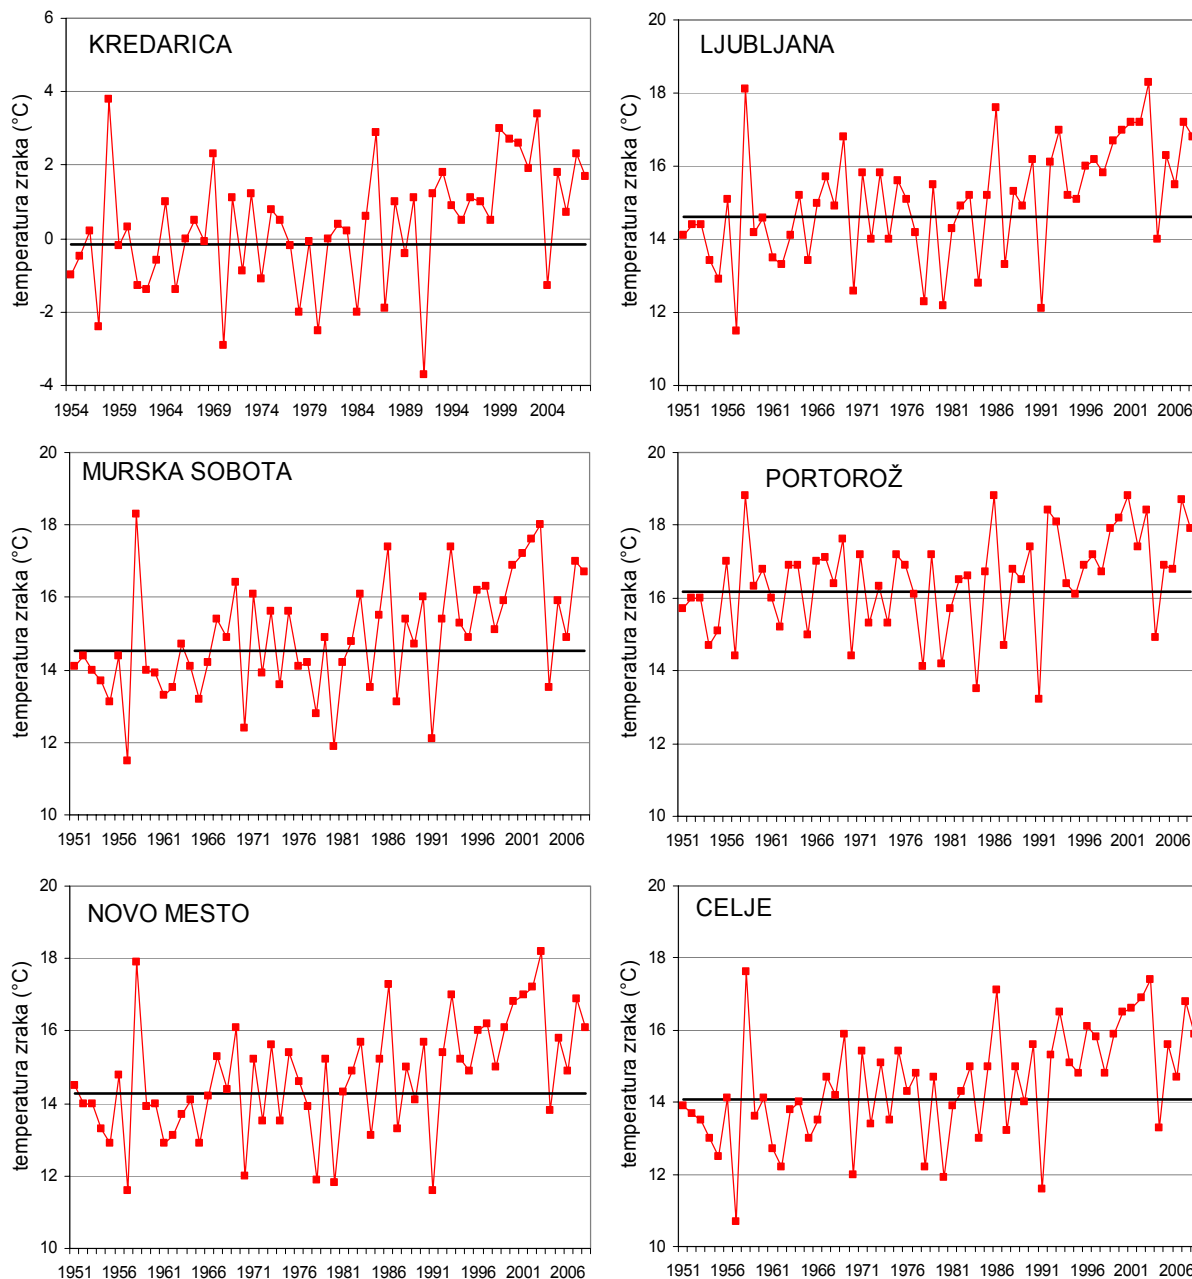 KREDARICA
temperatura zraka (°C)
6
4
2
0
-2
-4
1954 1959 1964 1969 1974 1979 1984 1989 1994 1999 2004
LJUBLJANA
temperatura zraka (°C)
20
18
16
14
12
10
1951 1956 1961 1966 1971 1976 1981 1986 1991 1996 2001 2006
MURSKA SOBOTA
temperatura zraka (°C)
20
18
16
14
12
10
1951 1956 1961 1966 1971 1976 1981 1986 1991 1996 2001 2006
PORTOROŽ
temperatura zraka (°C)
20
18
16
14
12
10
1951 1956 1961 1966 1971 1976 1981 1986 1991 1996 2001 2006
NOVO MESTO
temperatura zraka (°C)
20
18
16
14
12
10
1951 1956 1961 1966 1971 1976 1981 1986 1991 1996 2001 2006
CELJE
temperatura zraka (°C)
20
18
16
14
12
10
1951 1956 1961 1966 1971 1976 1981 1986 1991 1996 2001 2006